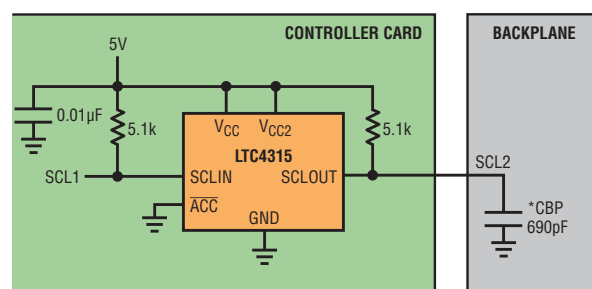 CONTROLLER CARD
BACKPLANE
5V
0.01µF
5.1k
VCC
VCC2
5.1k
LTC4315
SCL1
SCLIN
SCLOUT
SCL2
ACC
GND
*CBP
690pF